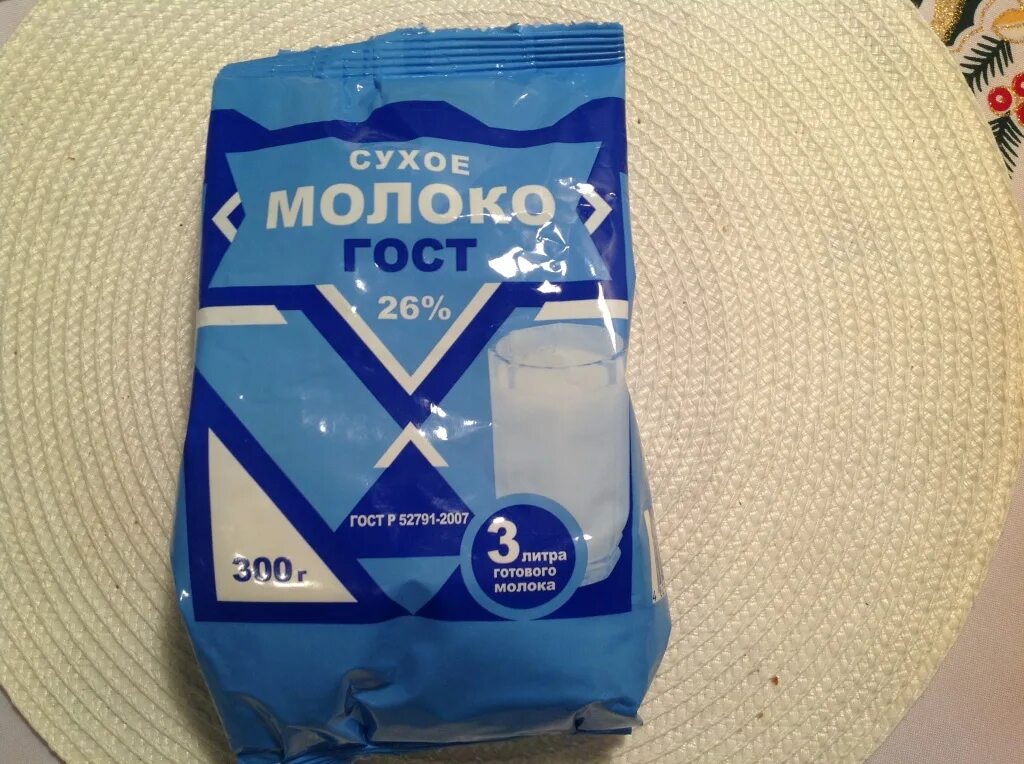 СУХОЕ
МОЛОКО
ГОСТ
26%
ГОСТ Р 52791-2007
300г
3 литра
готового
молока